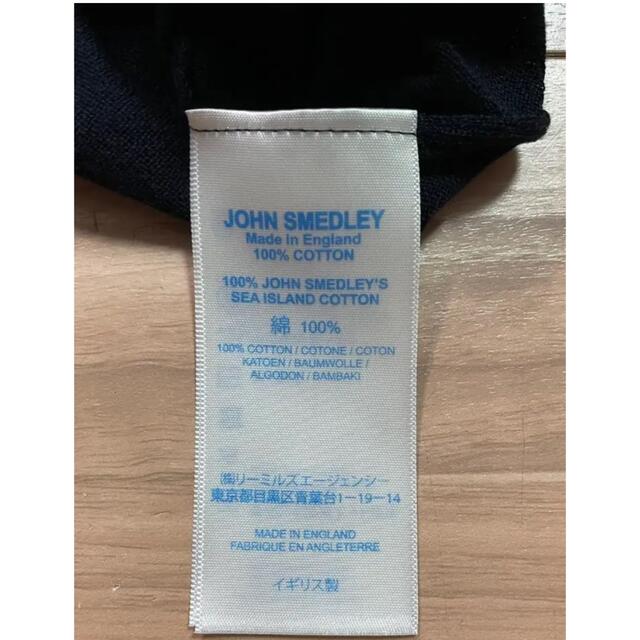 JOHN SMEDLEY
Made in England
100% COTTON
100% JOHN SMEDLEY'S
SEA ISLAND COTTON
綿 100%
100% COTTON / COTONE / COTON
KATOEN / BAUMWOLLE /
ALGODON / BAMBAKI
㈱リーミルズエージェンシー
東京都目黒区青葉台1-19-14
MADE IN ENGLAND
FABRIQUE EN ANGLETERRE
イギリス製